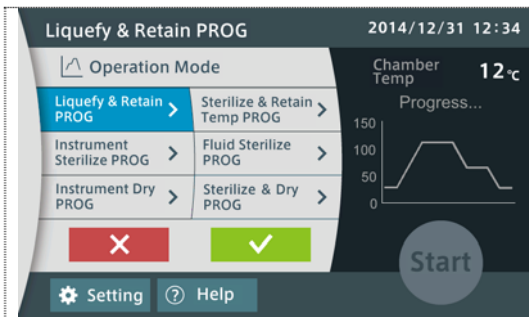 Liquefy & Retain PROG
2014/12/31 12:34
Operation Mode
Chamber
Temp
12℃
Liquefy & Retain
PROG
Sterilize & Retain
Temp PROG
Instrument
Sterilize PROG
Fluid Sterilize
PROG
Instrument Dry
PROG
Sterilize & Dry
PROG
Progress...
150
100
50
0
Start
Setting
? Help